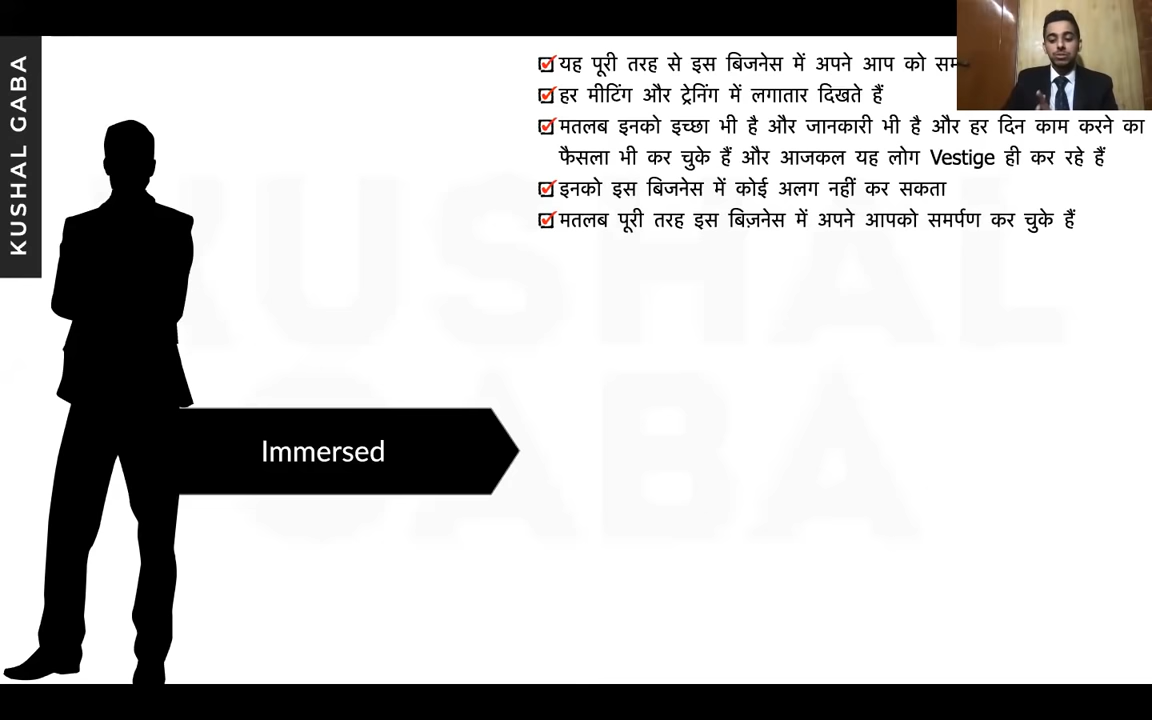 KUSHAL GABA
यह पूरी तरह से इस बिजनेस में अपने आप को
हर मीटिंग और ट्रेनिंग में लगातार दिखते हैं
मतलब इनको इच्छा भी है और जानकारी भी है और हर दिन काम करने का
फैसला भी कर चुके हैं और आजकल यह लोग Vestige ही कर रहे हैं
इनको इस बिजनेस में कोई अलग नहीं कर सकता
मतलब पूरी तरह इस बिज़नेस में अपने आपको समर्पण कर चुके हैं
KUSHAL
GABA
Immersed